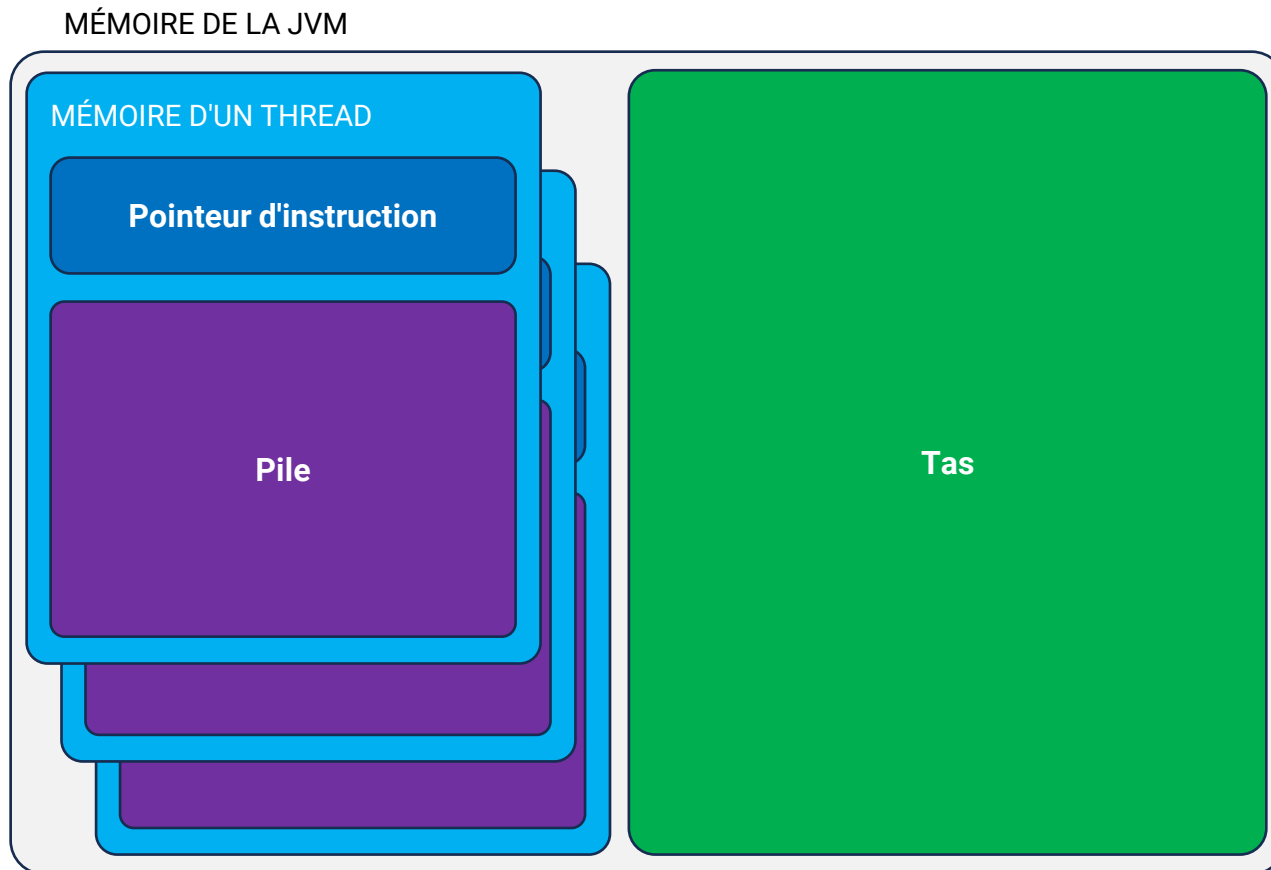 MÉMOIRE DE LA JVM
MÉMOIRE D'UN THREAD
Pointeur d'instruction
Pile
Tas